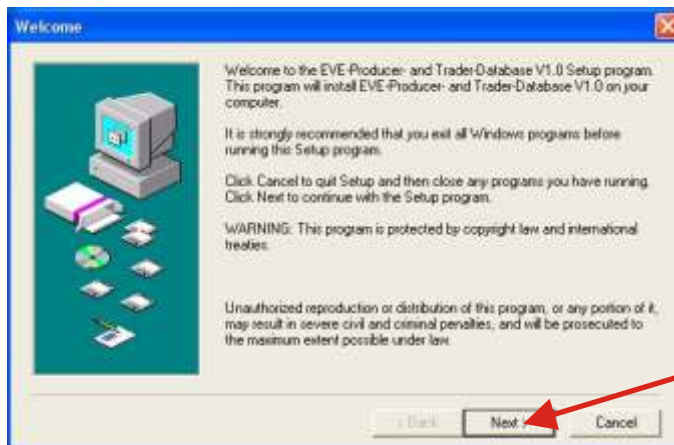 Welcome
Welcome to the EVE-Producer- and Trader-Database V1.0 Setup program.
This program will install EVE-Producer- and Trader-Database V1.0 on your
computer.
It is strongly recommended that you exit all Windows programs before
running this Setup program.
Click Cancel to quit Setup and then close any programs you have running.
Click Next to continue with the Setup program.
WARNING: This program is protected by copyright law and international
treaties.
Unauthorized reproduction or distribution of this program, or any portion of it,
may result in severe civil and criminal penalties, and will be prosecuted to
the maximum extent possible under law.
< Back Next > Cancel